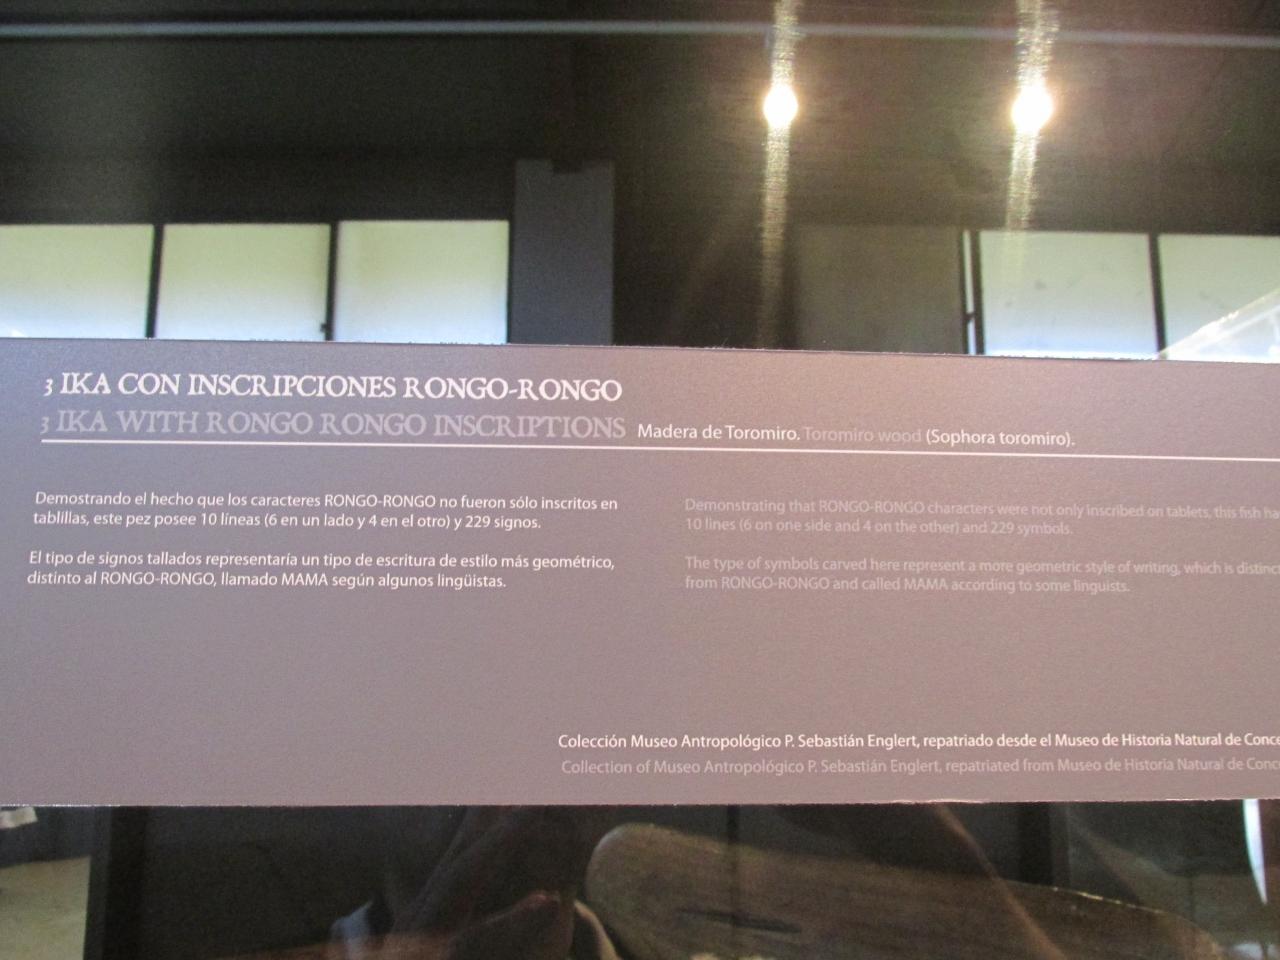 3 IKA CON INSCRIPCIONES RONGO-RONGO
3 IKA WITH RONGO RONGO INSCRIPTIONS Madera de Toromiro. Toromiro wood (Sophora toromiro).
Demostrando el hecho que los caracteres RONGO-RONGO no fueron sólo inscritos en
tablillas, este pez posee 10 líneas (6 en un lado y 4 en el otro) y 229 signos.
El tipo de signos tallados representaría un tipo de escritura de estilo más geométrico,
distinto al RONGO-RONGO, llamado MAMA según algunos lingüistas.
Demonstrating that RONGO-RONGO characters were not only inscribed on tablets, this fish ha
10 lines (6 on one side and 4 on the other) and 229 symbols.
The type of symbols carved here represent a more geometric style of writing, which is distinc
from RONGO-RONGO and called MAMA according to some linguists.
Colección Museo Antropológico P. Sebastián Englert, repatriado desde el Museo de Historia Natural de Conce
Collection of Museo Antropológico P. Sebastián Englert, repatriated from Museo de Historia Natural de Conc